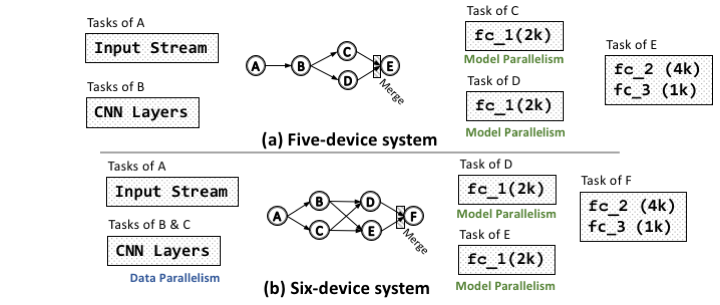 Tasks of A
Input Stream
Tasks of B
CNN Layers
A
B
C
D
E
Merge
Task of C
fc_1(2k)
Model Parallelism
Task of D
fc_1(2k)
Model Parallelism
Task of E
fc_2 (4k)
fc_3 (1k)
(a) Five-device system
Tasks of A
Input Stream
Tasks of B & C
CNN Layers
Data Parallelism
A
B
C
D
E
F
Merge
Task of D
fc_1(2k)
Model Parallelism
Task of E
fc_1(2k)
Model Parallelism
Task of F
fc_2 (4k)
fc_3 (1k)
(b) Six-device system